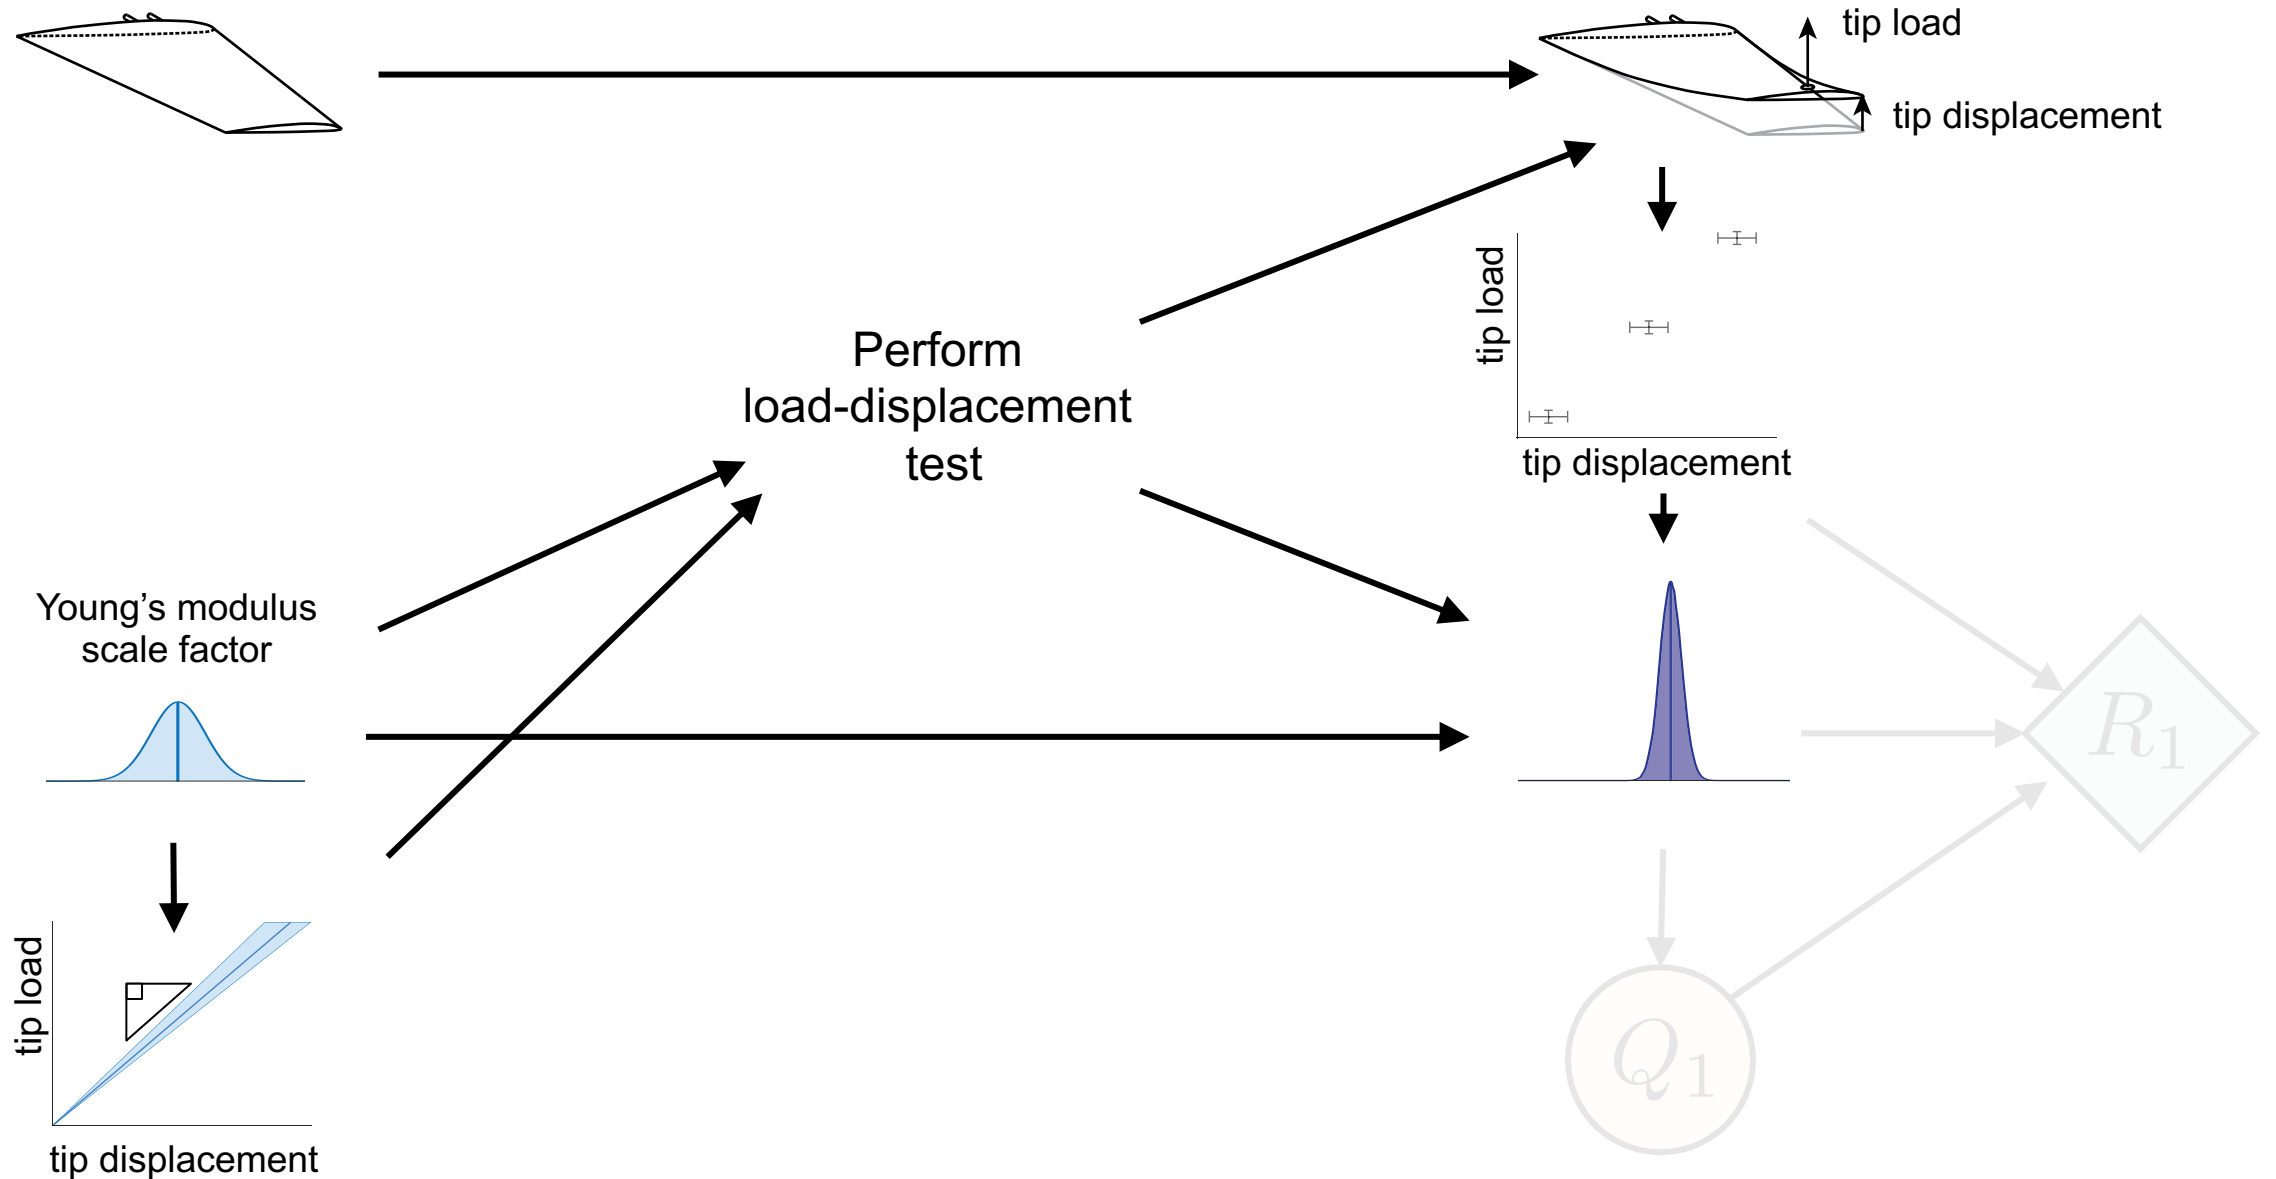 tip load
tip displacement
tip load
tip displacement
Perform
load-displacement
test
Young’s modulus
scale factor
tip load
tip displacement
R1
Q1